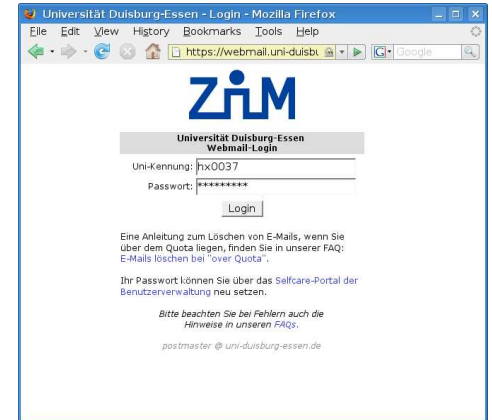 Universität Duisburg-Essen - Login - Mozilla Firefox
File Edit View History Bookmarks Tools Help
https://webmail.uni-duisbu G Google
ZIM
Universität Duisburg-Essen
Webmail-Login
Uni-Kennung: hx0037
Passwort: *********
Login
Eine Anleitung zum Löschen von E-Mails, wenn Sie
über dem Quota liegen, finden Sie in unserer FAQ:
E-Mails löschen bei "over Quota".
Ihr Passwort können Sie über das Selfcare-Portal der
Benutzerverwaltung neu setzen.
Bitte beachten Sie bei Fehlern auch die
Hinweise in unseren FAQs.
postmaster @ uni-duisburg-essen.de